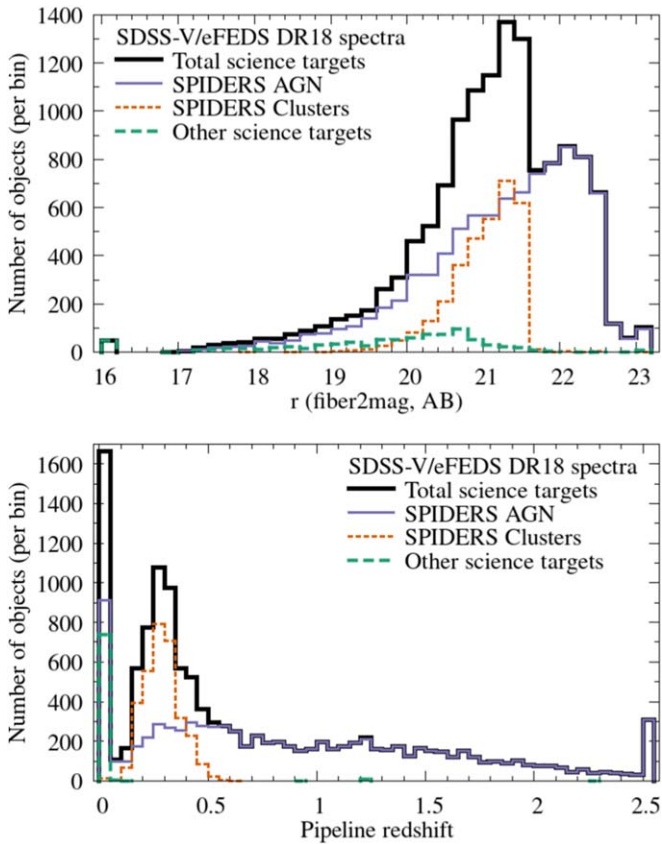 1400
1200
1000
800
600
400
200
0
Number of objects (per bin)
SDSS-V/eFEDS DR18 spectra
Total science targets
SPIDERS AGN
SPIDERS Clusters
Other science targets
16 17 18 19 20 21 22 23
r (fiber2mag, AB)
1600
1400
1200
1000
800
600
400
200
0
Number of objects (per bin)
SDSS-V/eFEDS DR18 spectra
Total science targets
SPIDERS AGN
SPIDERS Clusters
Other science targets
0 0.5 1 1.5 2 2.5
Pipeline redshift